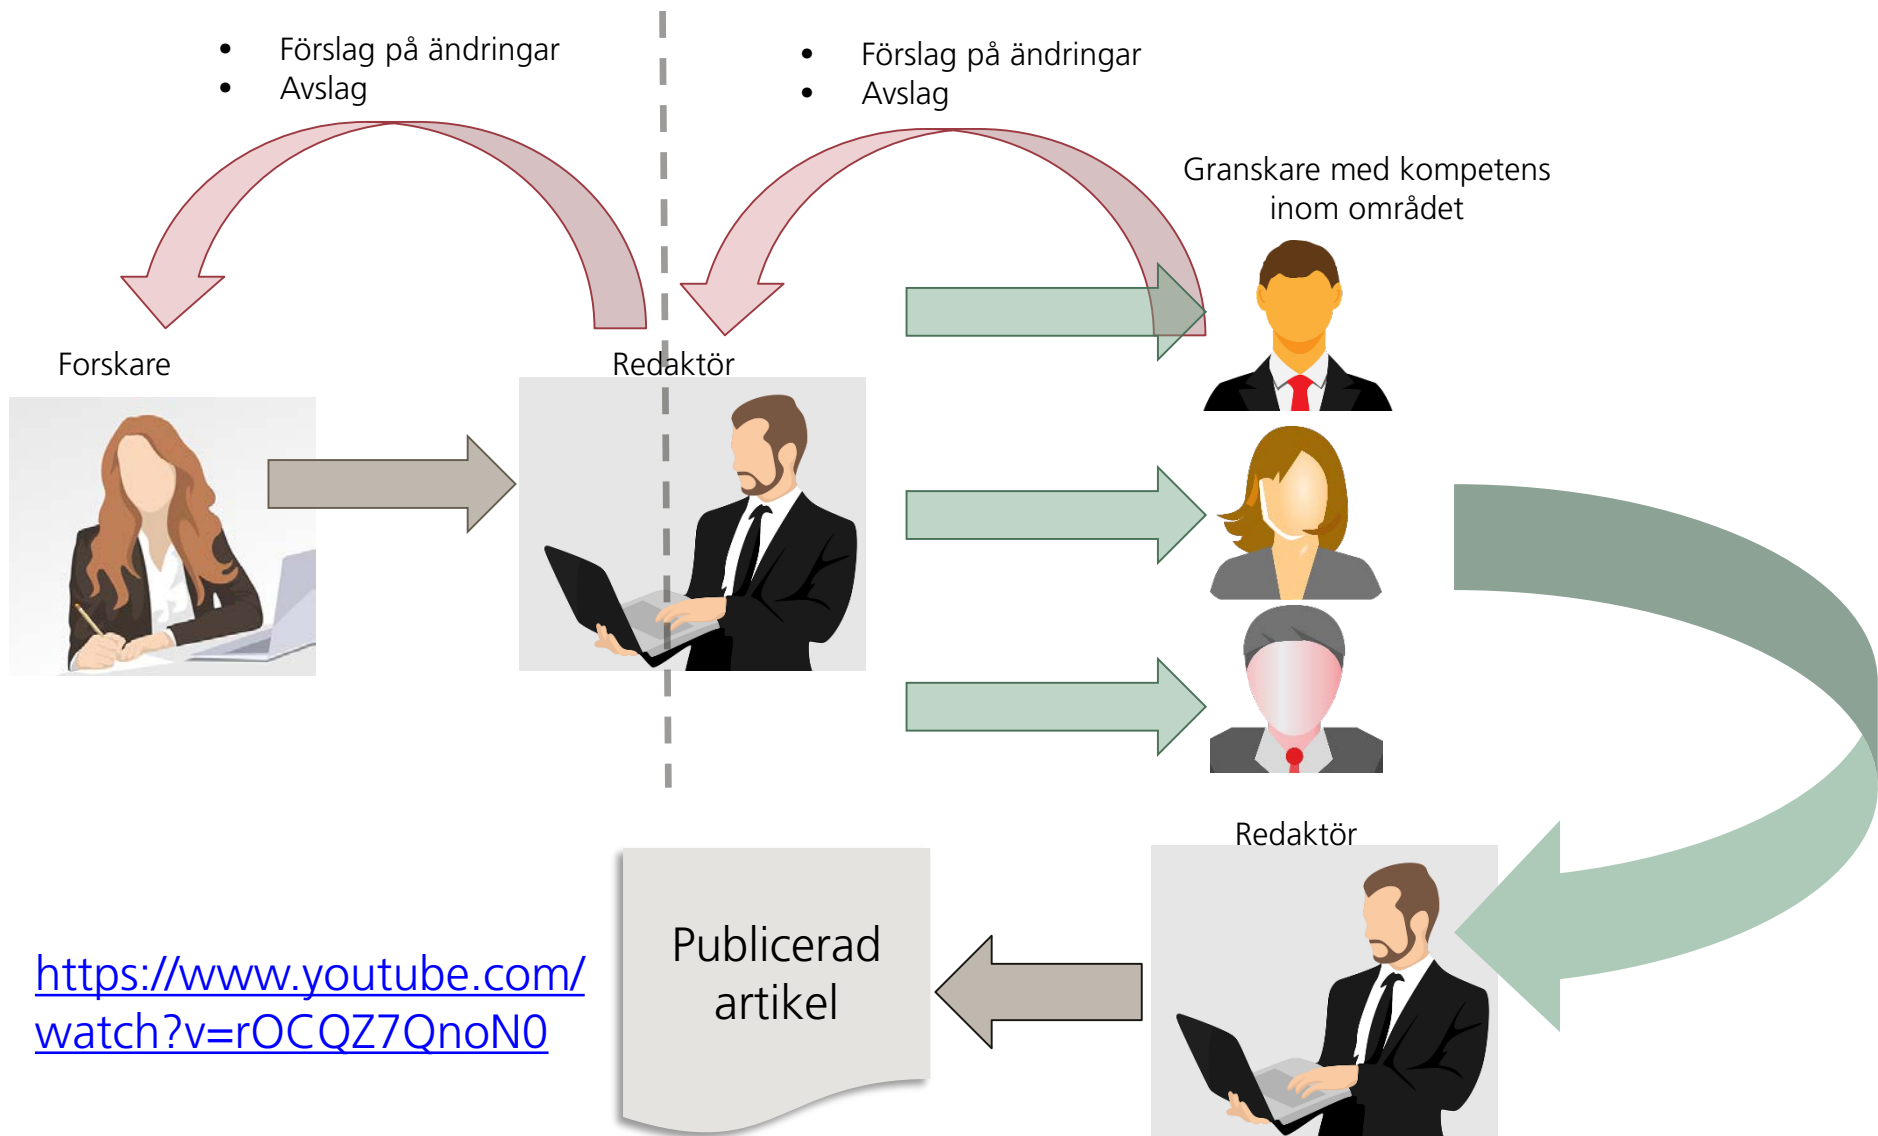 • Förslag på ändringar
• Avslag
• Förslag på ändringar
• Avslag
Granskare med kompetens
inom området
Forskare
Redaktör
Redaktör
Publicerad
artikel
https://www.youtube.com/
watch?v=rOCQZ7QnoN0